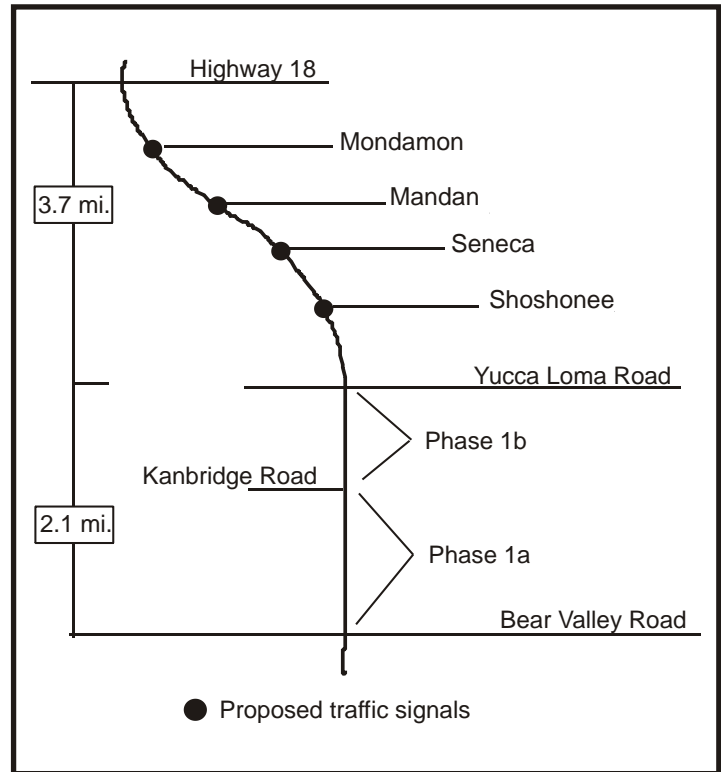 Highway 18
Mondamon
3.7 mi.
Mandan
Seneca
Shoshonee
Yucca Loma Road
Phase 1b
Kanbridge Road
2.1 mi.
Phase 1a
Bear Valley Road
Proposed traffic signals